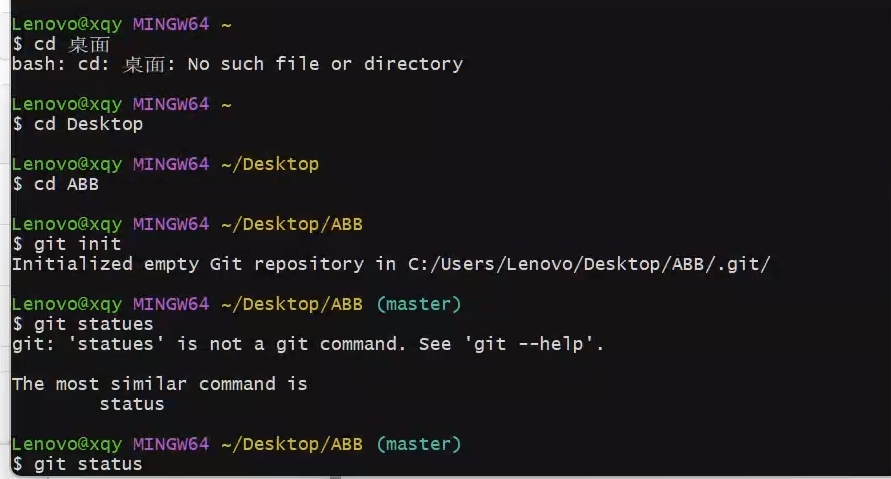 Lenovo@xqy MINGW64 ~
$ cd 桌面
bash: cd: 桌面: No such file or directory
Lenovo@xqy MINGW64 ~
$ cd Desktop
Lenovo@xqy MINGW64 ~/Desktop
$ cd ABB
Lenovo@xqy MINGW64 ~/Desktop/ABB
$ git init
Initialized empty Git repository in C:/Users/Lenovo/Desktop/ABB/.git/
Lenovo@xqy MINGW64 ~/Desktop/ABB (master)
$ git statues
git: 'statues' is not a git command. See 'git --help'.
The most similar command is
status
Lenovo@xqy MINGW64 ~/Desktop/ABB (master)
$ git status